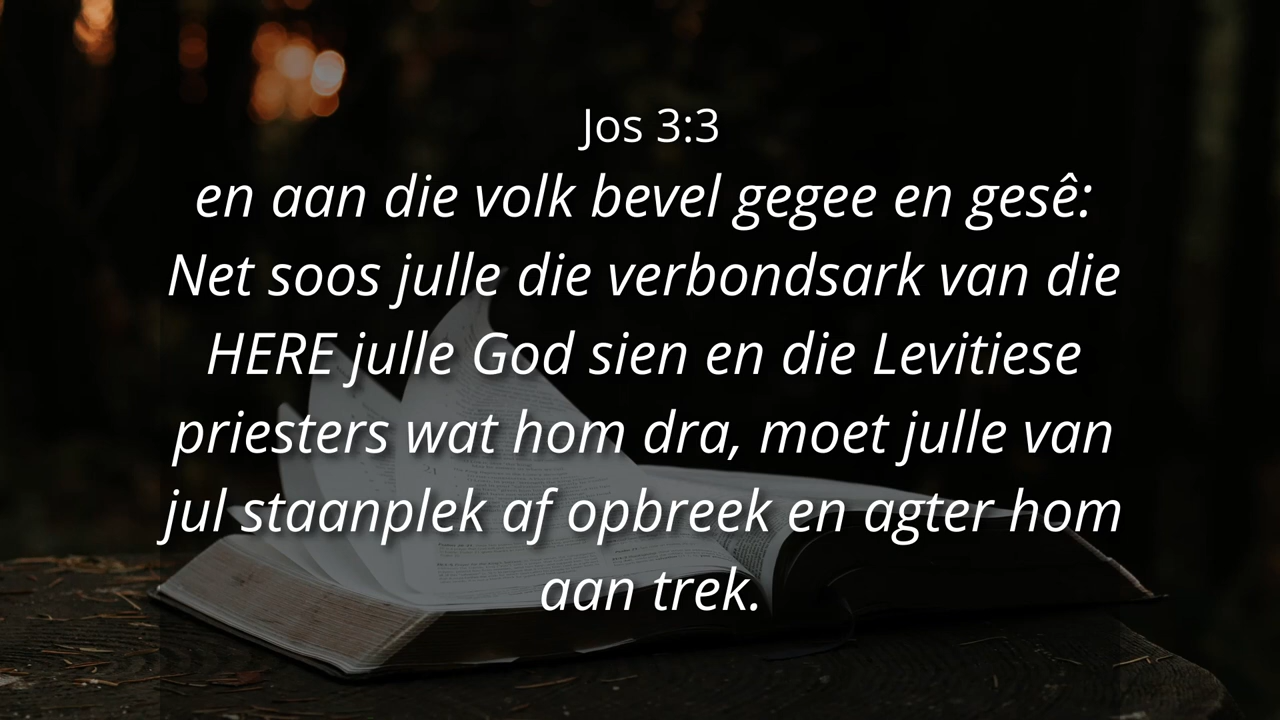 Jos 3:3
en aan die volk bevel gegee en gesê:
Net soos julle die verbondsark van die
HERE julle God sien en die Levitiese
priesters wat hom dra, moet julle van
jul staanplek af opbreek en agter hom
aan trek.